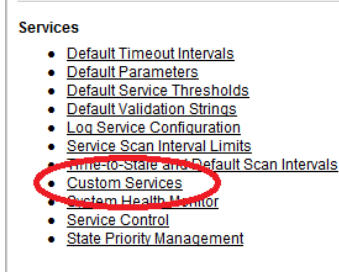 Services
Default Timeout Intervals
Default Parameters
Default Service Thresholds
Default Validation Strings
Log Service Configuration
Service Scan Interval Limits
Time-to-Stale and Default Scan Intervals
Custom Services
System Health Monitor
Service Control
State Priority Management